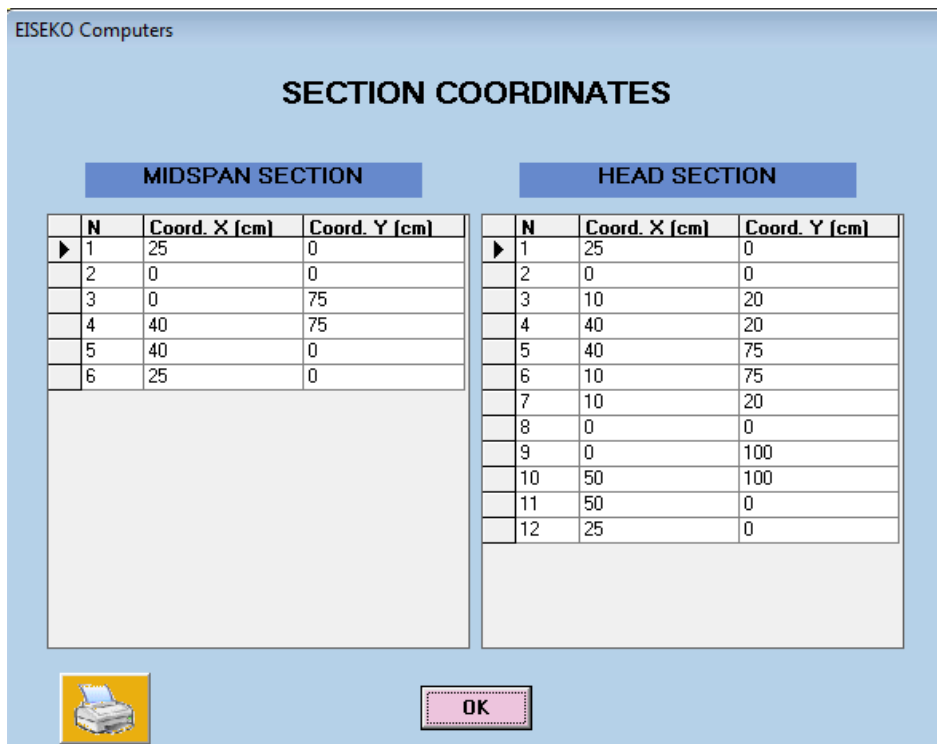 EISEKO Computers
SECTION COORDINATES
MIDSPAN SECTION
N Coord. X (cm) Coord. Y (cm)
1 25 0
2 0 0
3 0 75
4 40 75
5 40 0
6 25 0
HEAD SECTION
N Coord. X (cm) Coord. Y (cm)
1 25 0
2 0 0
3 10 20
4 40 20
5 40 75
6 10 75
7 10 20
8 0 0
9 0 100
10 50 100
11 50 0
12 25 0
OK